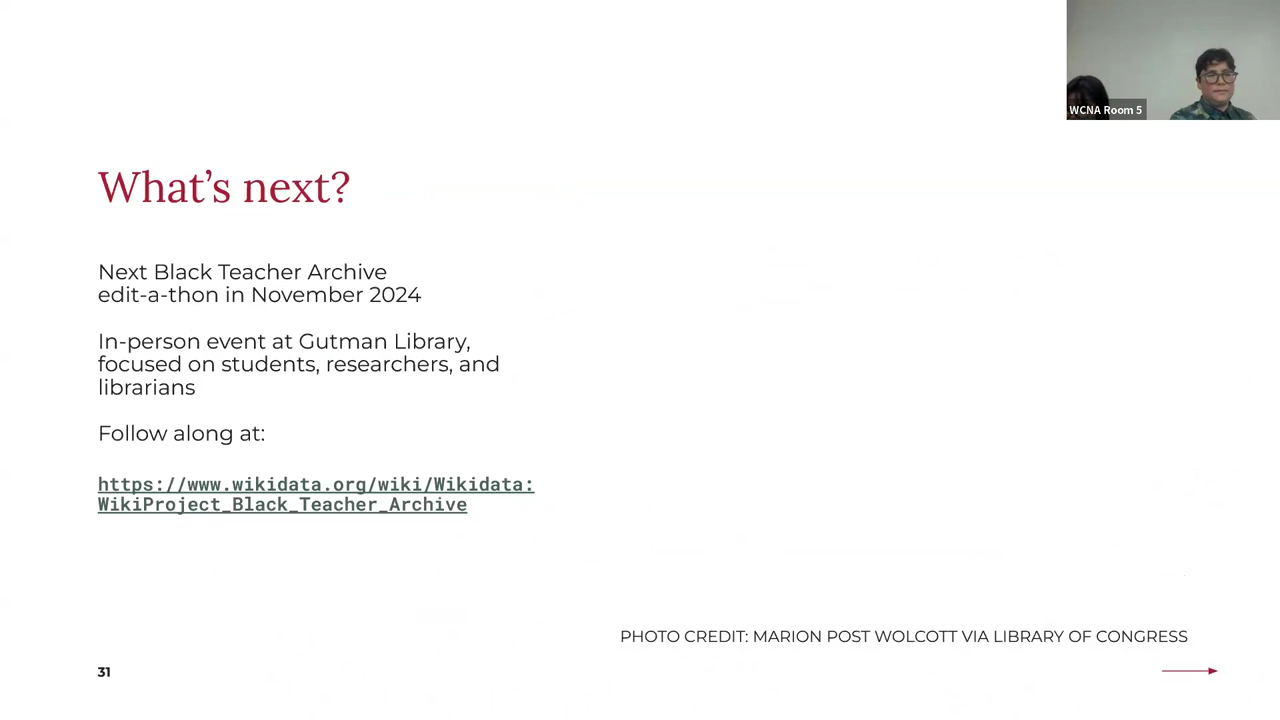 WCNA Room 5
What's next?
Next Black Teacher Archive
edit-a-thon in November 2024
In-person event at Gutman Library,
focused on students, researchers, and
librarians
Follow along at:
https://www.wikidata.org/wiki/Wikidata:
WikiProject_Black_Teacher_Archive
PHOTO CREDIT: MARION POST WOLCOTT VIA LIBRARY OF CONGRESS
31